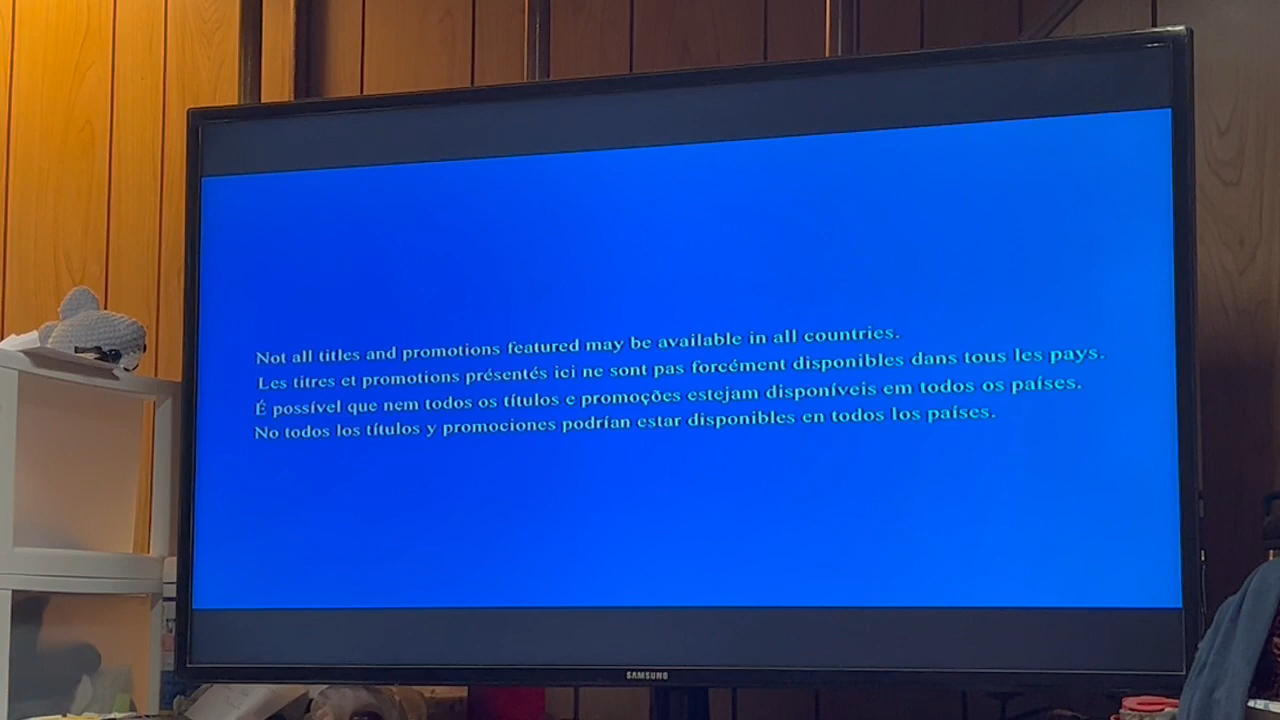 Not all titles and promotions featured may be available in all countries.
Les titres et promotions présentés ici ne sont pas forcément disponibles dans tous les pays.
É possível que nem todos os títulos e promoções estejam disponíveis em todos os países.
No todos los títulos y promociones podrían estar disponibles en todos los países.
SAMSUNG